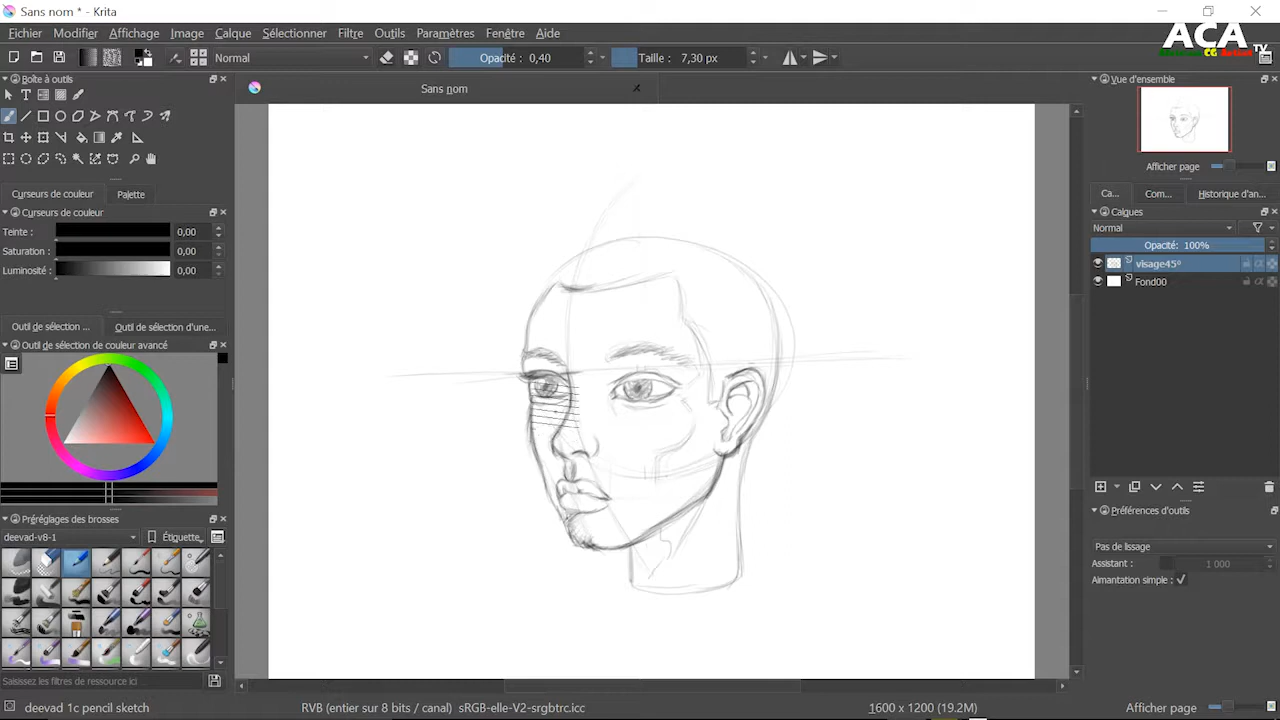 Sans nom * - Krita
ACA
TV
Fichier Modifier Affichage Image Calque Sélectionner Filtre Outils Paramètres Fenêtre Aide
Normal
Opacité : 0,40
Taille : 7,30 px
Boîte à outils
Sans nom
Vue d'ensemble
Afficher page
Curseurs de couleur Palette
Ca... Com... Historique d'an...
Curseurs de couleur
Calques
Teinte : 0,00
Normal
Saturation : 0,00
Opacité: 100%
Luminosité : 0,00
visage45°
Fond00
Outil de sélection ... Outil de sélection d'une...
Outil de sélection de couleur avancé
Préférences d'outils
Préréglages des brosses
deevad-v8-1 Étiquette
Pas de lissage
Assistant : 1 000
Aimantation simple :
Saisissez les filtres de ressource ici
deevad 1c pencil sketch
RVB (entier sur 8 bits / canal) sRGB-elle-V2-srgbtrc.icc
1600 x 1200 (19.2M)
Afficher page